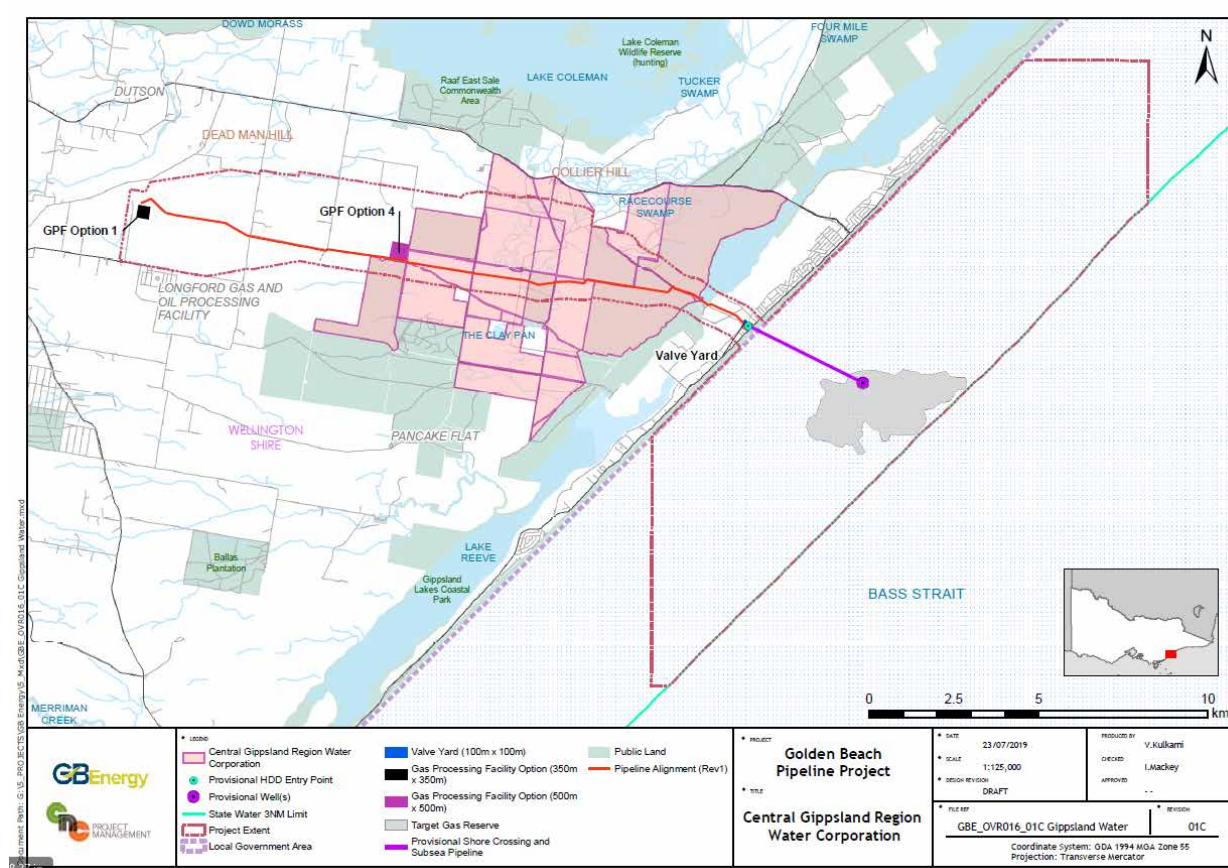 DOWD MORASS
FOUR MILE
SWAMP
N
Lake Coleman
Wildlife Reserve
(hunting)
LAKE COLEMAN
TUCKER
SWAMP
Raaf East Sale
Commonwealth
Area
DUTSON
DEAD MAN HILL
COLLIER HILL
RACECOURSE
SWAMP
GPF Option 4
GPF Option 1
LONGFORD GAS AND
OIL PROCESSING
FACILITY
THE CLAY PAN
Valve Yard
WELLINGTON
SHIRE
PANCAKE FLAT
LAKE
REEVE
Ballas
Plantation
Gippsland
Lakes Coastal
Park
BASS STRAIT
MERRIMAN
CREEK
0 2.5 5 10
km
GBEnergy
PROJECT
MANAGEMENT
LEGEND
Central Gippsland Region Water
Corporation
Provisional HDD Entry Point
Provisional Well(s)
State Water 3NM Limit
Project Extent
Local Government Area
Valve Yard (100m x 100m)
Gas Processing Facility Option (350m
x 350m)
Gas Processing Facility Option (500m
x 500m)
Target Gas Reserve
Provisional Shore Crossing and
Subsea Pipeline
Public Land
Pipeline Alignment (Rev1)
PROJECT
Golden Beach
Pipeline Project
TITLE
Central Gippsland Region
Water Corporation
DATE
23/07/2019
SCALE
1:125,000
DESIGN REVISION
DRAFT
PRODUCED BY
V.Kulkarni
CHECKED
I.Mackey
APPROVED
- -
FILE REF
GBE_OVR016_01C Gippsland Water
REVISION
01C
Coordinate System: GDA 1994 MGA Zone 55
Projection: Transverse Mercator